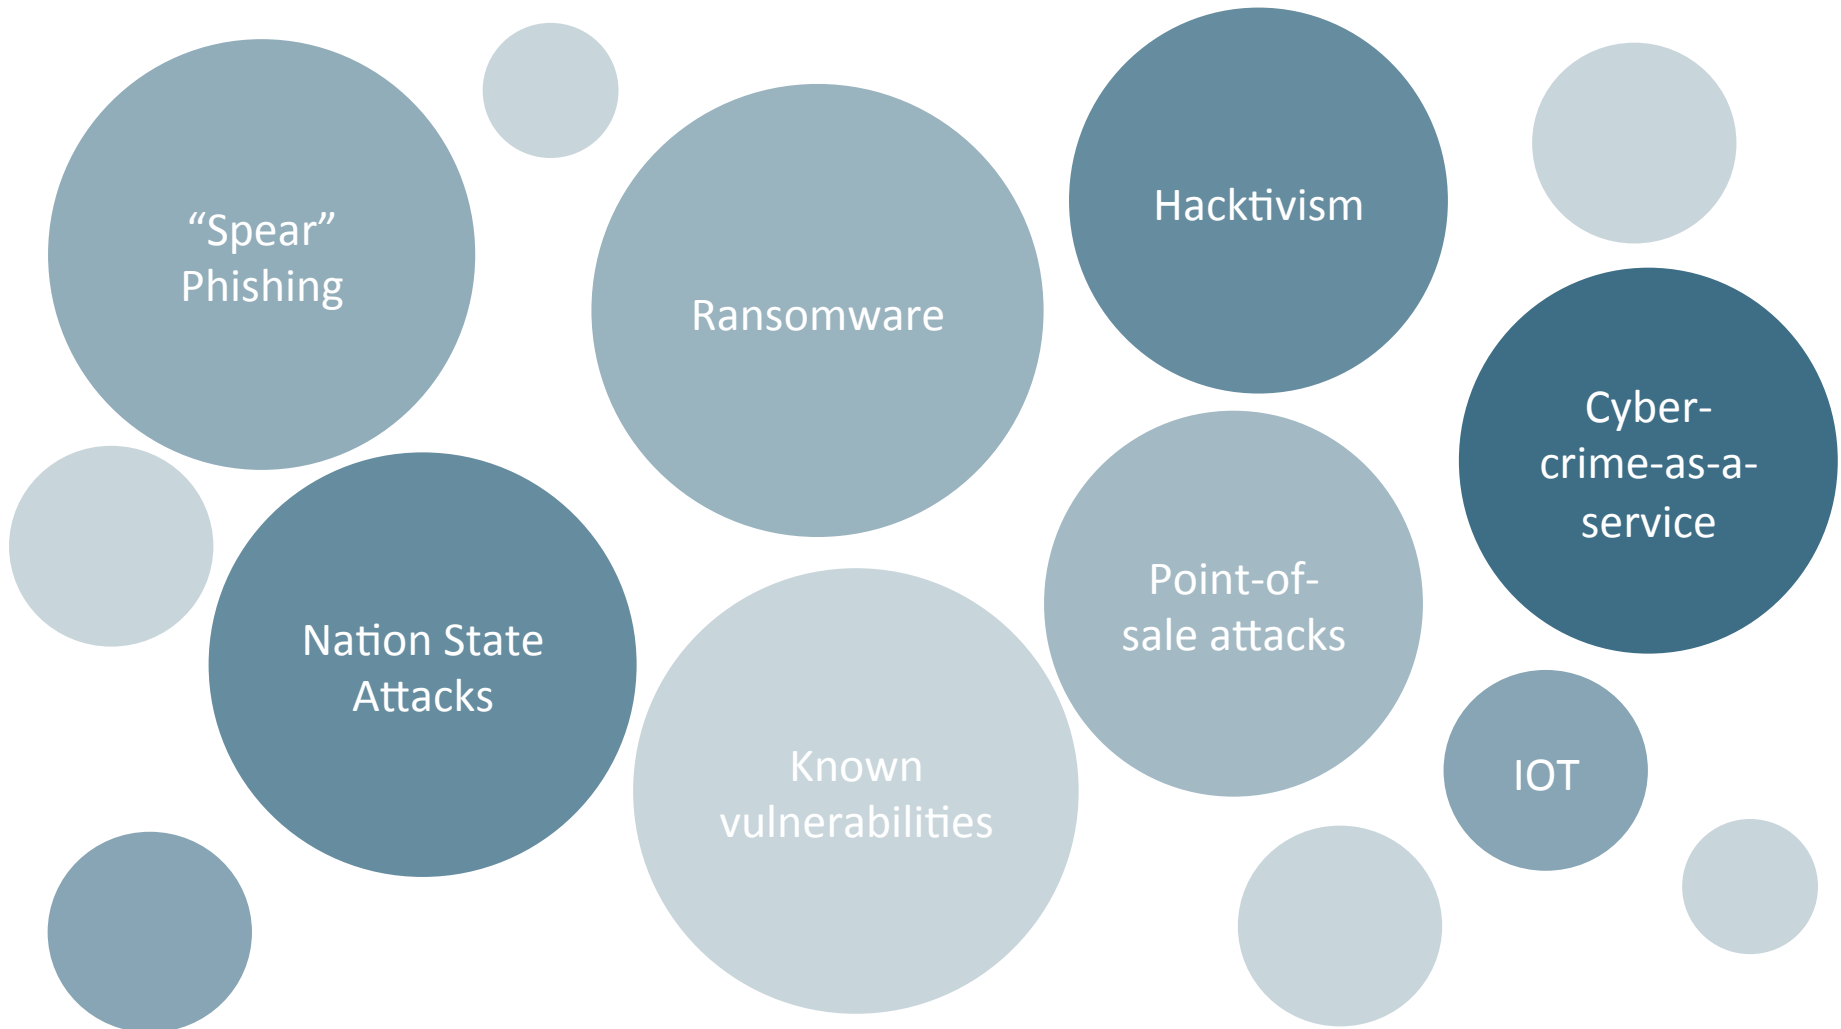 “Spear”
Phishing
Ransomware
Hacktivism
Cyber-
crime-as-a-
service
Nation State
Attacks
Known
vulnerabilities
Point-of-
sale attacks
IOT